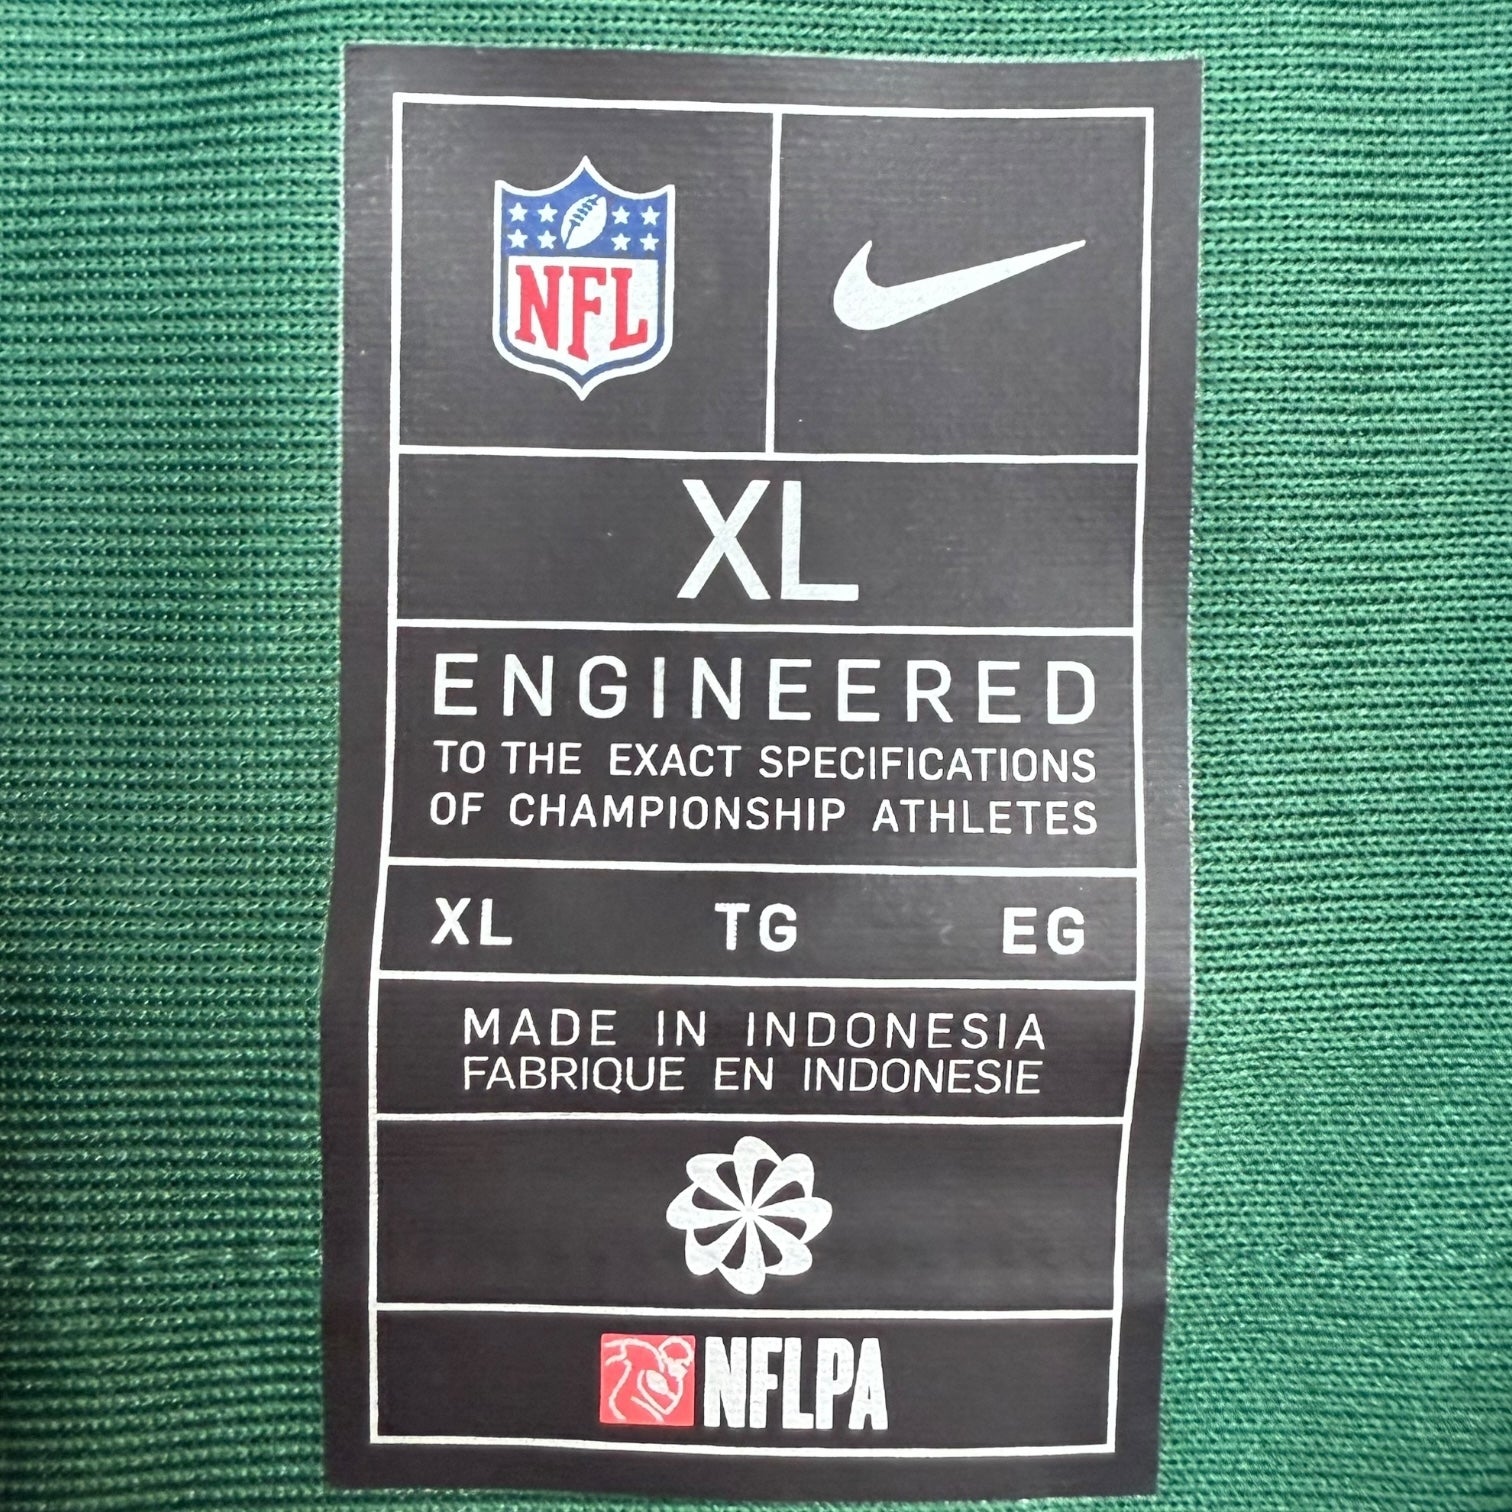 NFL
XL
ENGINEERED
TO THE EXACT SPECIFICATIONS
OF CHAMPIONSHIP ATHLETES
XL TG EG
MADE IN INDONESIA
FABRIQUE EN INDONESIE
NFLPA